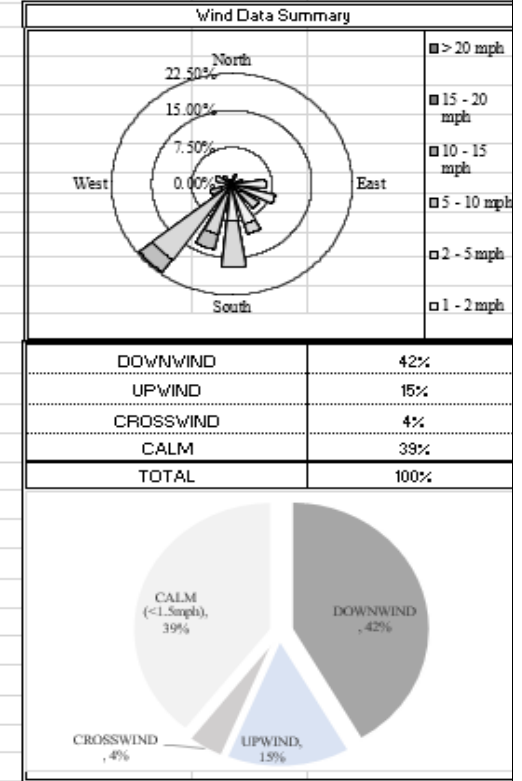 Wind Data Summary
North
22.50%
15.00%
7.50%
West
0.00%
East
South
> 20 mph
15 - 20
mph
10 - 15
mph
5 - 10 mph
2 - 5 mph
1 - 2 mph
DOWNWIND 42%
UPWIND 15%
CROSSWIND 4%
CALM 39%
TOTAL 100%
CALM
(<1.5mph),
39%
DOWNWIND
, 42%
CROSSWIND
, 4%
UPWIND,
15%